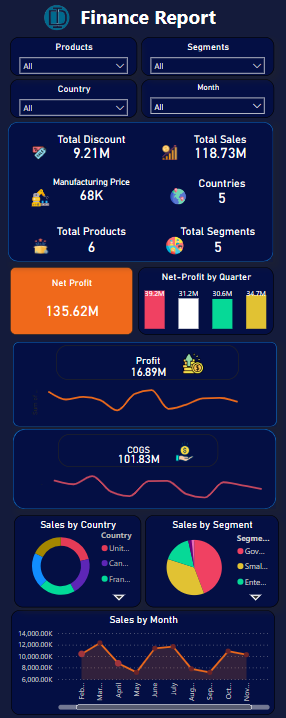 Finance Report
Products
Segments
All
All
Country
Month
All
All
Total Discount
9.21M
Total Sales
118.73M
Manufacturing Price
68K
Countries
5
Total Products
6
Total Segments
5
Net Profit
135.62M
Net-Profit by Quarter
39.2M 31.2M 30.6M 34.7M
Profit
16.89M
COGS
101.83M
Sales by Country
Country
Unit...
Can...
Fran...
Sales by Segment
Segme...
Gov...
Smal...
Ente...
Sales by Month
14,000.00K
12,000.00K
10,000.00K
8,000.00K
6,000.00K
Feb... Mar... April May June July Aug... Sep... Oct... Nov...